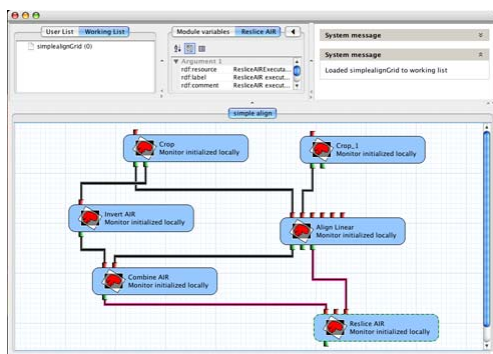 User List
Working List
simplealignGrid (0)
Module variables
Reslice AIR
Argument 1
rdf:resource ResliceAIRExecuta...
rdf:label ResliceAIR execut...
rdf:comment ResliceAIR execut...
System message
System message
Loaded simplealignGrid to working list
simple align
Crop
Monitor initialized locally
Crop_1
Monitor initialized locally
Invert AIR
Monitor initialized locally
Align Linear
Monitor initialized locally
Combine AIR
Monitor initialized locally
Reslice AIR
Monitor initialized locally